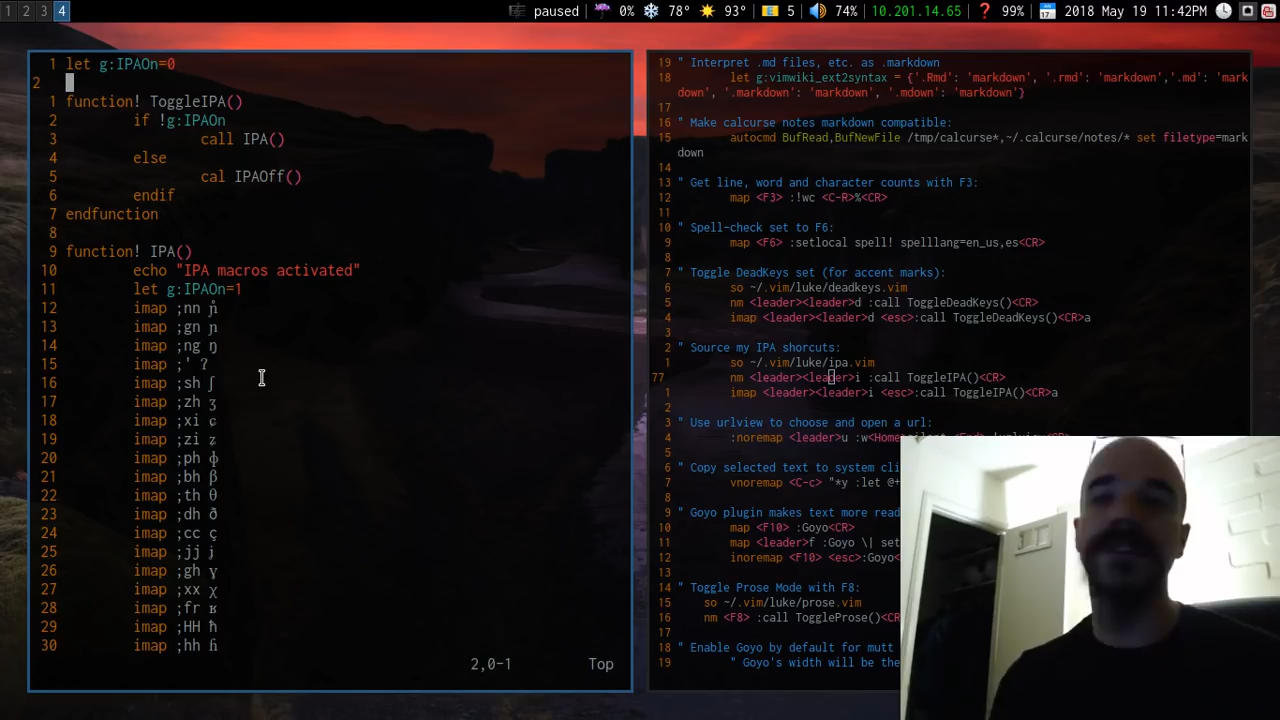 1 2 3 4 paused 0% 78° 93° 5 74% 10.201.14.65 99% 2018 May 19 11:42PM
1 let g:IPAOn=0
2
1 function! ToggleIPA()
2 if !g:IPAOn
3 call IPA()
4 else
5 cal IPAOff()
6 endif
7 endfunction
8
9 function! IPA()
10 echo "IPA macros activated"
11 let g:IPAOn=1
12 imap ;nn ɲ̊
13 imap ;gn ɲ
14 imap ;ng ŋ
15 imap ;' ʔ
16 imap ;sh ʃ
17 imap ;zh ʒ
18 imap ;xi ɕ
19 imap ;zi ʑ
20 imap ;ph ɸ
21 imap ;bh β
22 imap ;th θ
23 imap ;dh ð
24 imap ;cc ç
25 imap ;jj ʝ
26 imap ;gh ɣ
27 imap ;xx χ
28 imap ;fr ʁ
29 imap ;HH ħ
30 imap ;hh ɦ
2,0-1 Top
19 " Interpret .md files, etc. as .markdown
18 let g:vimwiki_ext2syntax = {'.Rmd': 'markdown', '.rmd': 'markdown','.md': 'mark
down', '.markdown': 'markdown', '.mdown': 'markdown'}
17
16 " Make calcurse notes markdown compatible:
15 autocmd BufRead,BufNewFile /tmp/calcurse*,~/.calcurse/notes/* set filetype=mark
down
14
13 " Get line, word and character counts with F3:
12 map <F3> :!wc <C-R>%<CR>
11
10 " Spell-check set to F6:
9 map <F6> :setlocal spell! spelllang=en_us,es<CR>
8
7 " Toggle DeadKeys set (for accent marks):
6 so ~/.vim/luke/deadkeys.vim
5 nm <leader><leader>d :call ToggleDeadKeys()<CR>
4 imap <leader><leader>d <esc>:call ToggleDeadKeys()<CR>a
3
2 " Source my IPA shorcuts:
1 so ~/.vim/luke/ipa.vim
77 nm <leader><leader>i :call ToggleIPA()<CR>
1 imap <leader><leader>i <esc>:call ToggleIPA()<CR>a
2
3 " Use urlview to choose and open a url:
4 :noremap <leader>u :w<Home>
5
6 " Copy selected text to system cli
7 vnoremap <C-c> "*y :let @+
8
9 " Goyo plugin makes text more read
10 map <F10> :Goyo<CR>
11 map <leader>f :Goyo \| set
12 inoremap <F10> <esc>:Goyo<
13
14 " Toggle Prose Mode with F8:
15 so ~/.vim/luke/prose.vim
16 nm <F8> :call ToggleProse()<CR
17
18 " Enable Goyo by default for mutt
19 " Goyo's width will be the